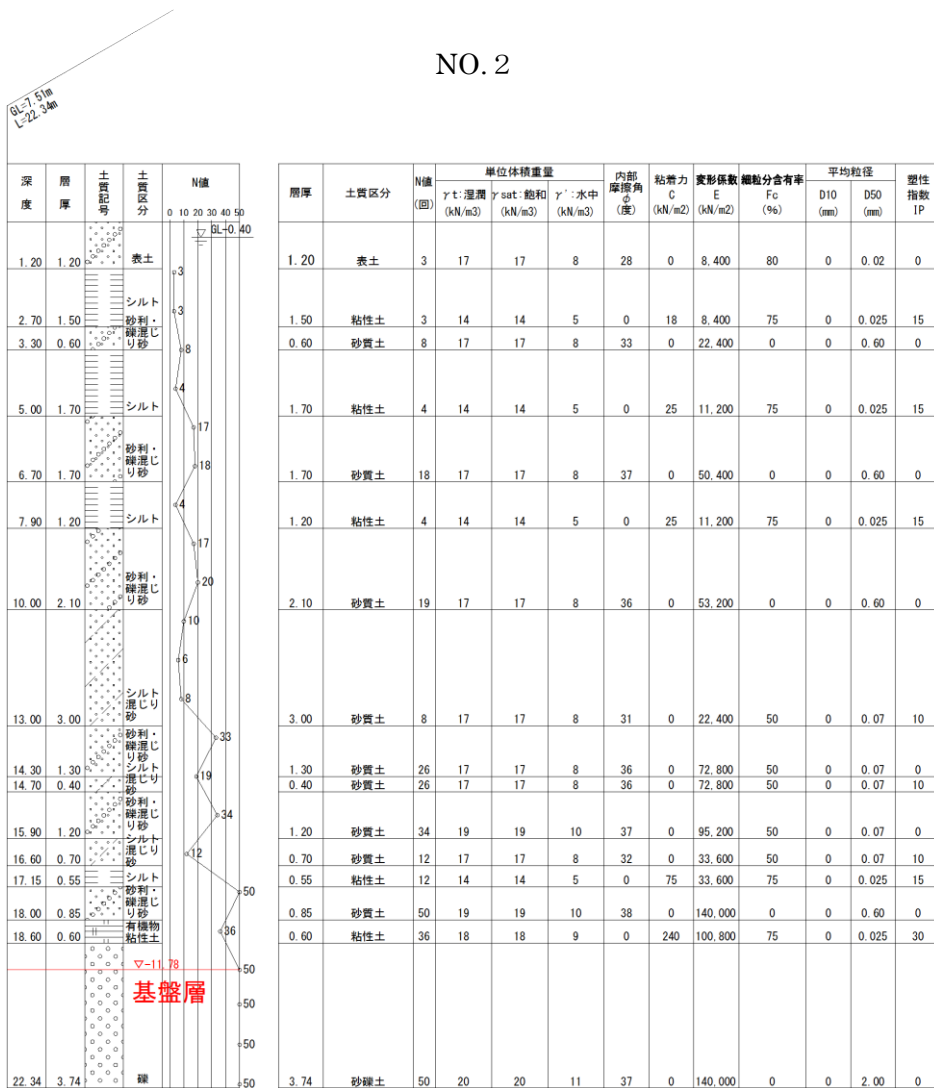 NO. 2
GL=7.51m
L=22.34m
深度 層厚 土質記号 土質区分 N値
0 10 20 30 40 50
GL-0.40
1.20 1.20 表土
3
3
2.70 1.50 シルト
8
3.30 0.60 砂利・礫混じり砂
4
5.00 1.70 シルト
17
18
6.70 1.70 砂利・礫混じり砂
4
7.90 1.20 シルト
17
20
10.00 2.10 砂利・礫混じり砂
10
6
8
13.00 3.00 シルト混じり砂
33
14.30 1.30 砂利・礫混じり砂
19
14.70 0.40 シルト混じり砂
34
15.90 1.20 砂利・礫混じり砂
12
16.60 0.70 シルト混じり砂
17.15 0.55 シルト
50
18.00 0.85 砂利・礫混じり砂
36
18.60 0.60 有機物粘性土
▽-11.78
50
基盤層
50
50
22.34 3.74 礫
50
層厚 土質区分 N値(回) 単位体積重量 γt:湿潤(kN/m3) γsat:飽和(kN/m3) γ':水中(kN/m3) 内部摩擦角φ(度) 粘着力C(kN/m2) 変形係数E(kN/m2) 細粒分含有率Fc(%) 平均粒径 D10(mm) D50(mm) 塑性指数IP
1.20 表土 3 17 17 8 28 0 8,400 80 0 0.02 0
1.50 粘性土 3 14 14 5 0 18 8,400 75 0 0.025 15
0.60 砂質土 8 17 17 8 33 0 22,400 0 0 0.60 0
1.70 粘性土 4 14 14 5 0 25 11,200 75 0 0.025 15
1.70 砂質土 18 17 17 8 37 0 50,400 0 0 0.60 0
1.20 粘性土 4 14 14 5 0 25 11,200 75 0 0.025 15
2.10 砂質土 19 17 17 8 36 0 53,200 0 0 0.60 0
3.00 砂質土 8 17 17 8 31 0 22,400 50 0 0.07 10
1.30 砂質土 26 17 17 8 36 0 72,800 50 0 0.07 0
0.40 砂質土 26 17 17 8 36 0 72,800 50 0 0.07 10
1.20 砂質土 34 19 19 10 37 0 95,200 50 0 0.07 0
0.70 砂質土 12 17 17 8 32 0 33,600 50 0 0.07 10
0.55 粘性土 12 14 14 5 0 75 33,600 75 0 0.025 15
0.85 砂質土 50 19 19 10 38 0 140,000 0 0 0.60 0
0.60 粘性土 36 18 18 9 0 240 100,800 75 0 0.025 30
3.74 砂礫土 50 20 20 11 37 0 140,000 0 0 2.00 0